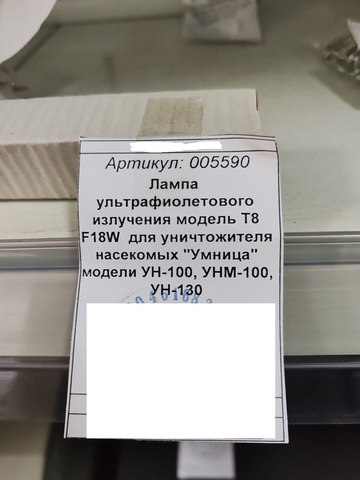 Артикул: 005590
Лампа
ультрафиолетового
излучения модель Т8
F18W для уничтожителя
насекомых "Умница"
модели УН-100, УНМ-100,
УН-130